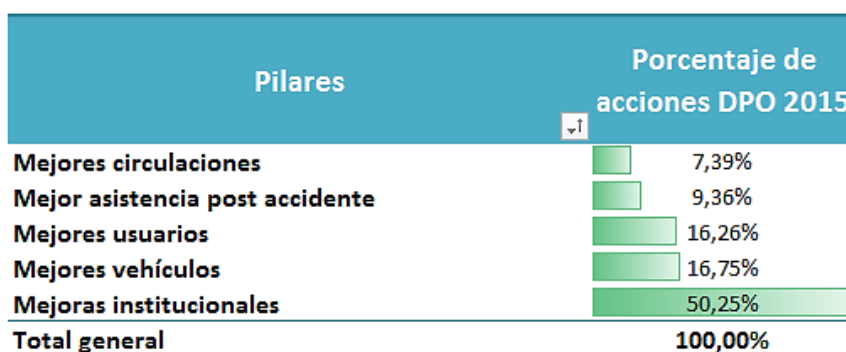 Pilares
Porcentaje de
acciones DPO 2015
Mejores circulaciones 7,39%
Mejor asistencia post accidente 9,36%
Mejores usuarios 16,26%
Mejores vehículos 16,75%
Mejoras institucionales 50,25%
Total general 100,00%